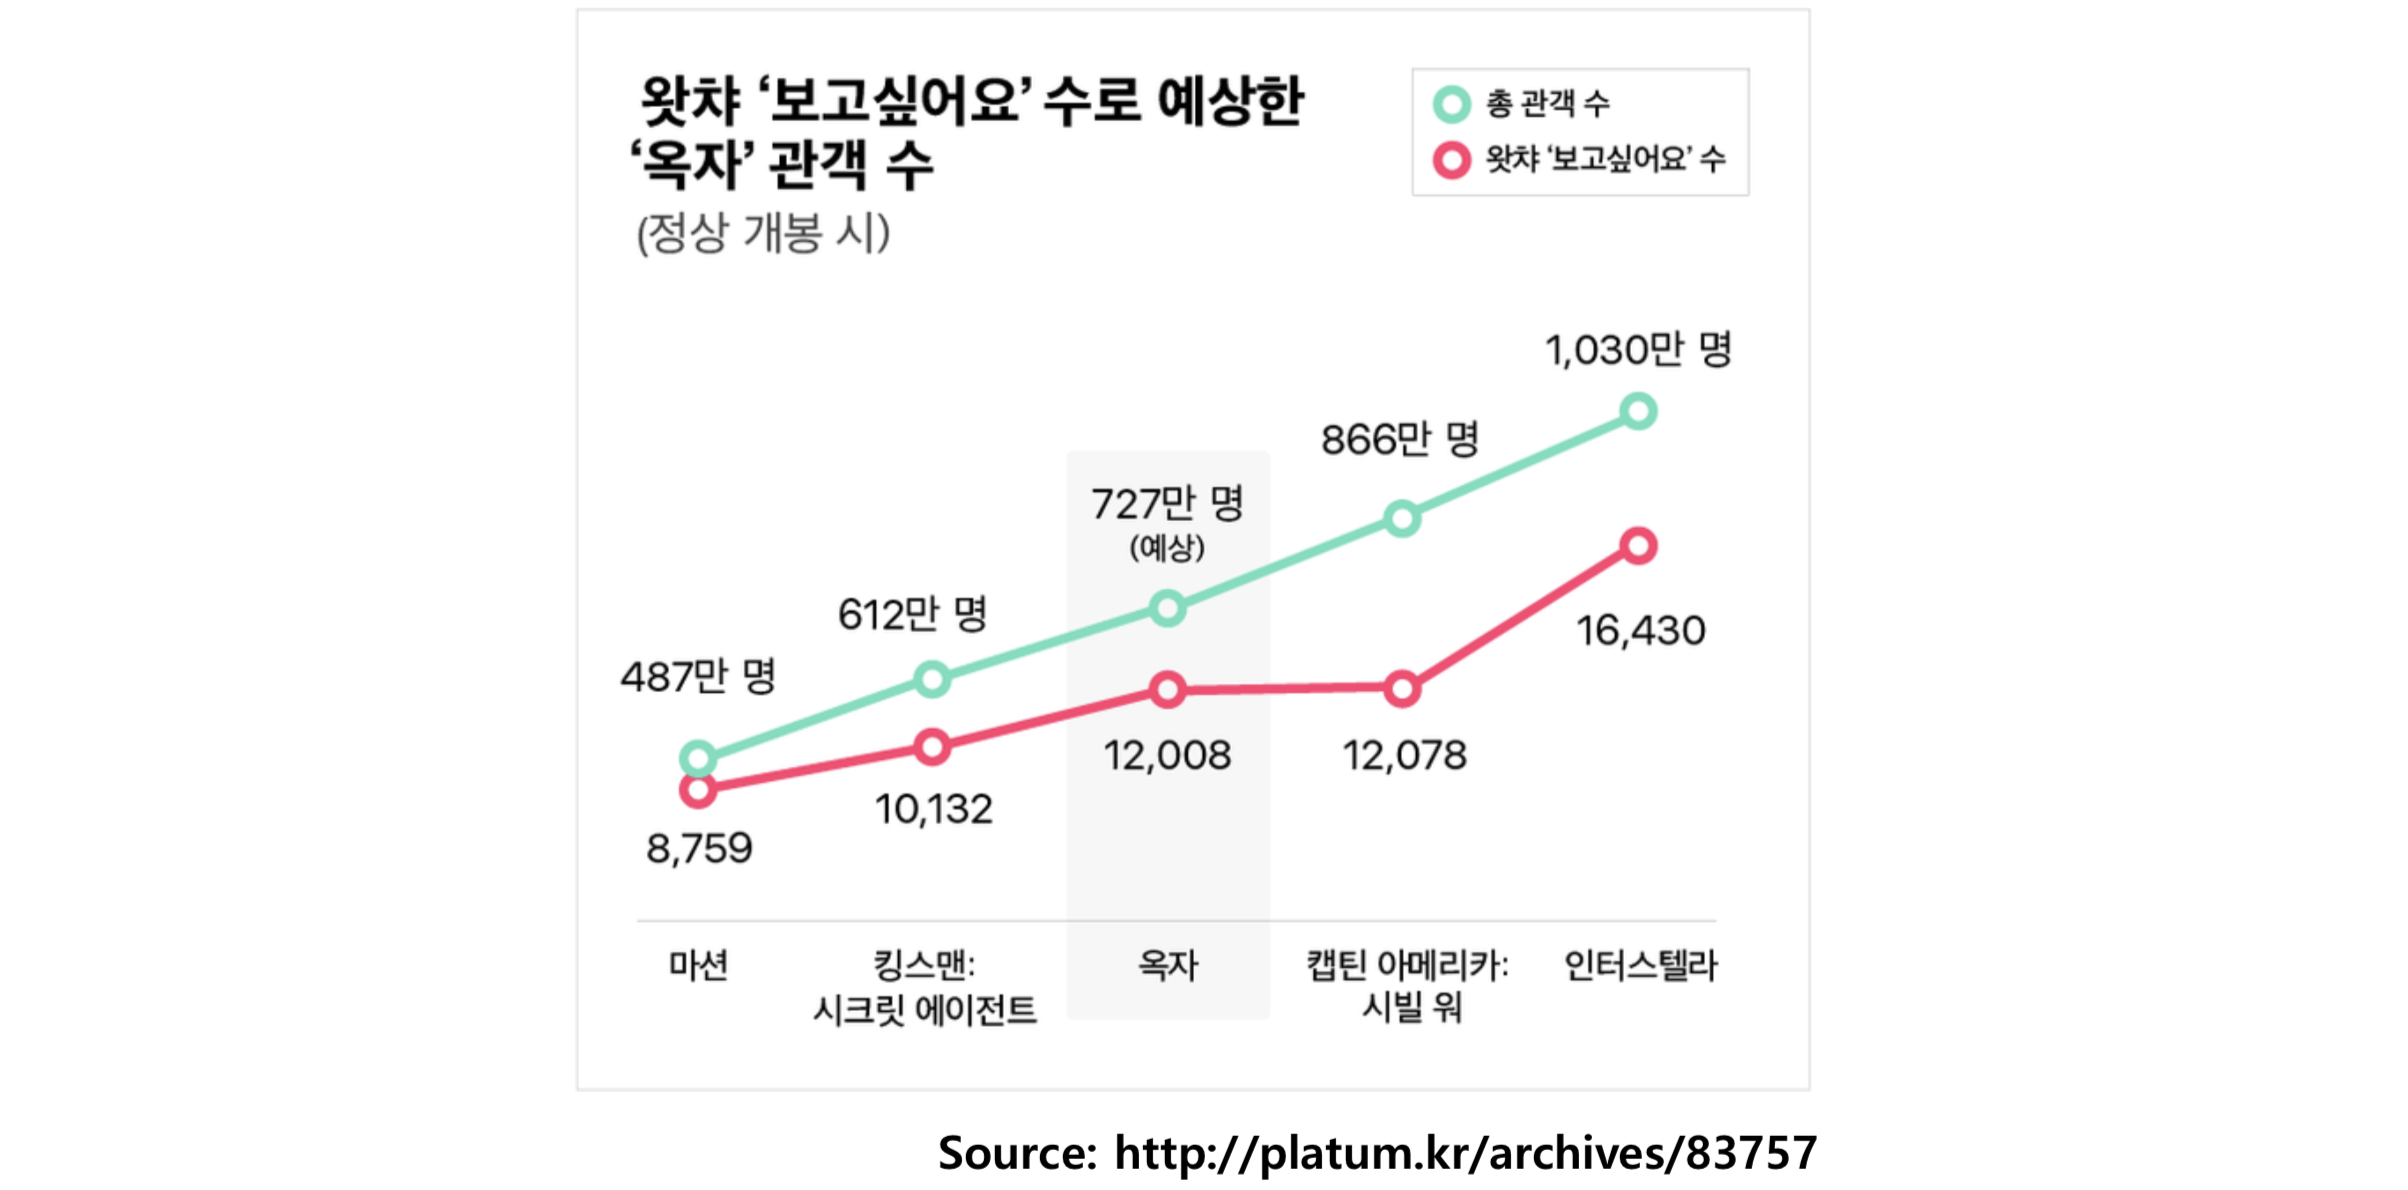 왓챠 ‘보고싶어요’ 수로 예상한
‘옥자’ 관객 수
(정상 개봉 시)
총 관객 수
왓챠 ‘보고싶어요’ 수
1,030만 명
866만 명
727만 명
(예상)
612만 명
487만 명
16,430
12,078
12,008
10,132
8,759
마션
킹스맨:
시크릿 에이전트
옥자
캡틴 아메리카:
시빌 워
인터스텔라
Source: http://platum.kr/archives/83757